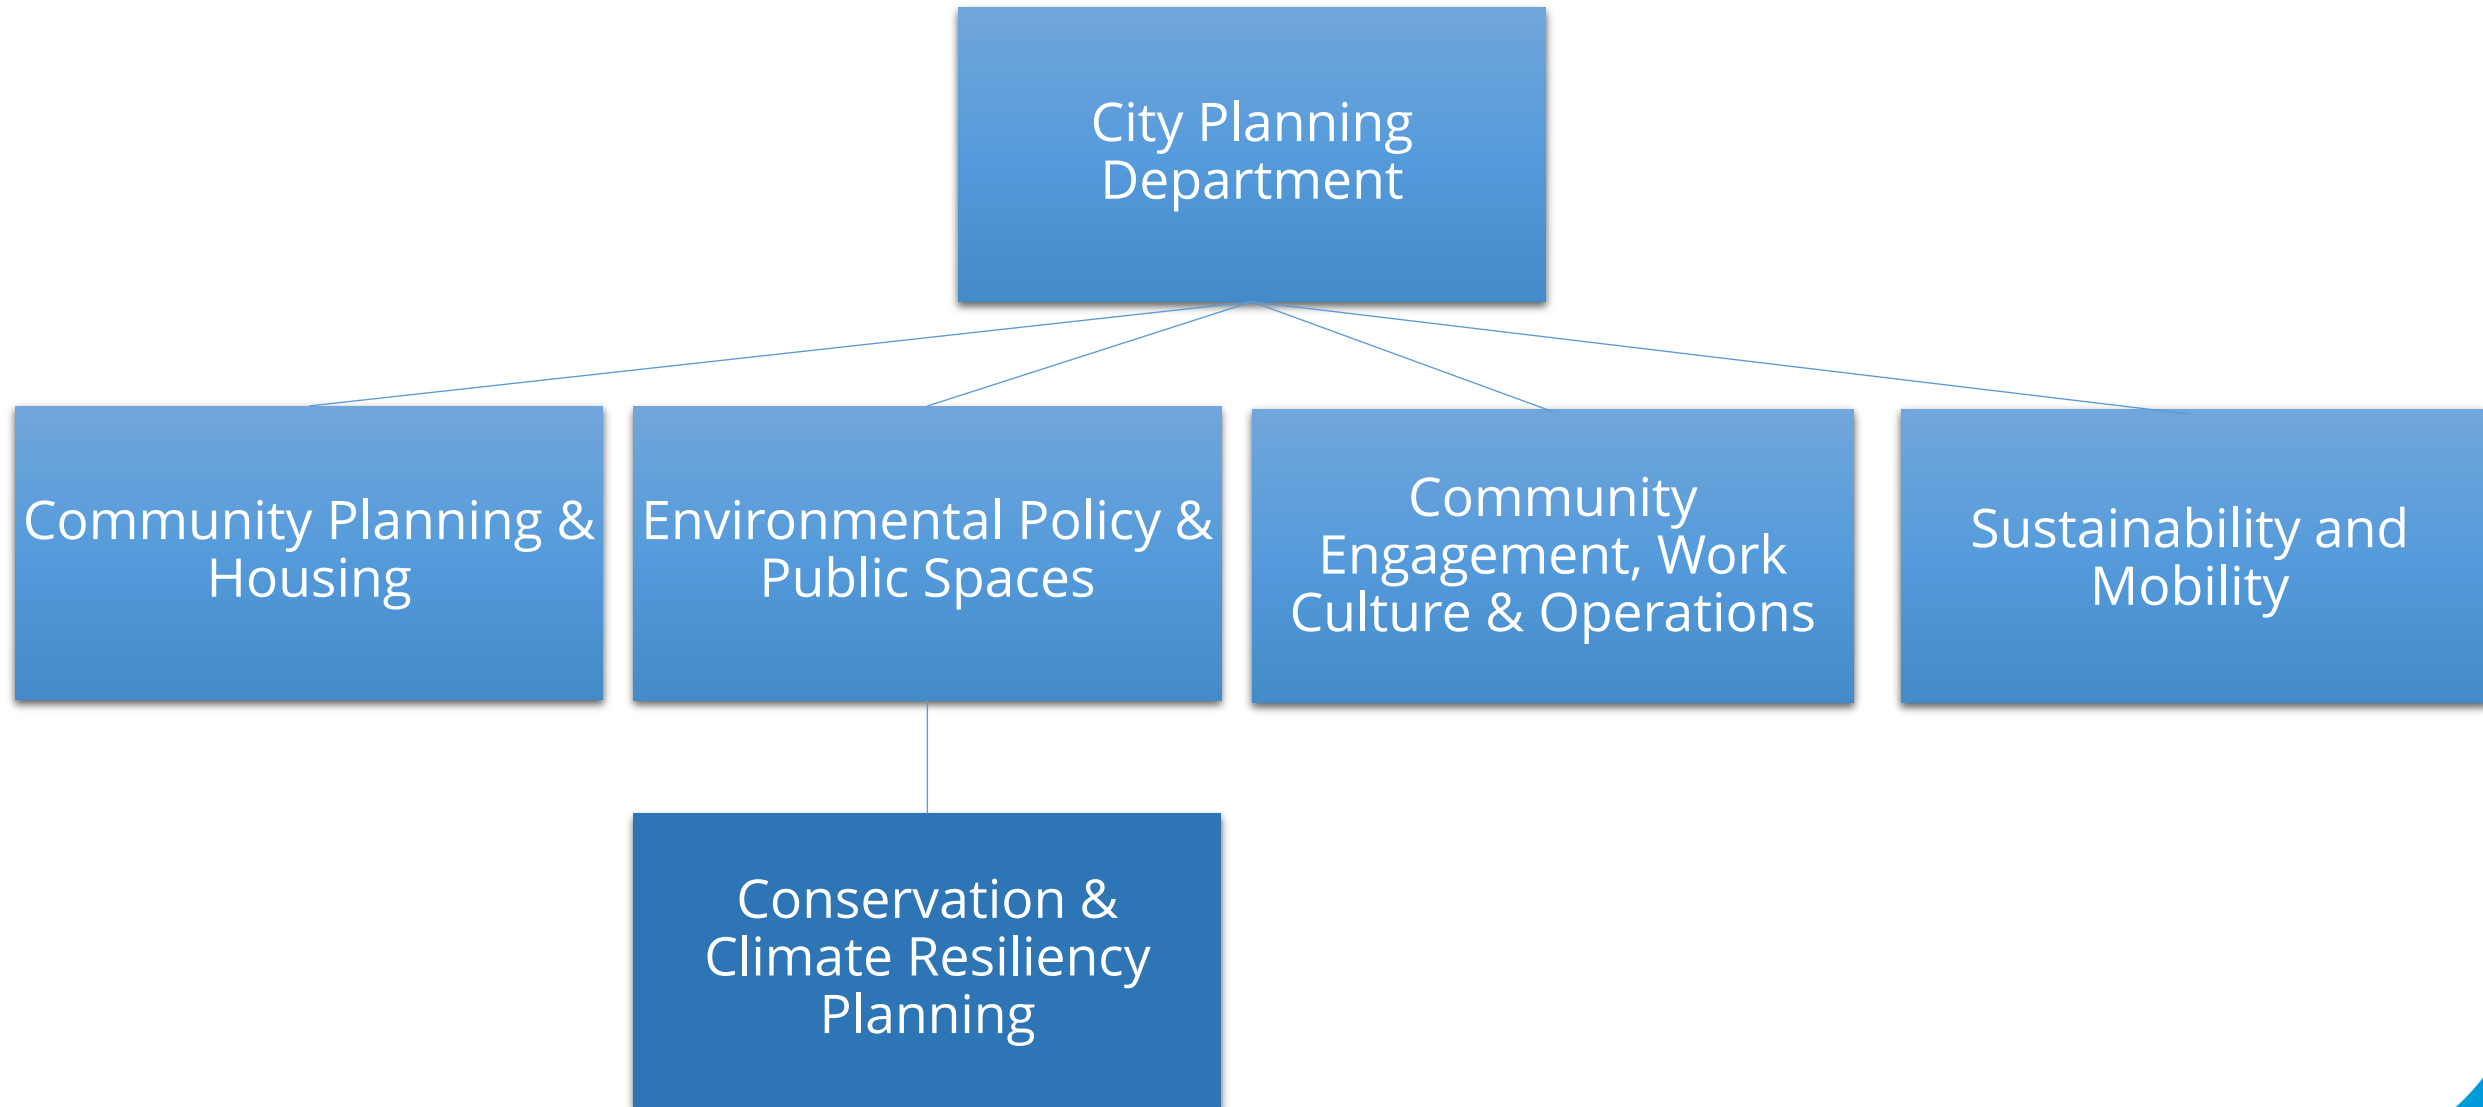 City Planning
Department
Community Planning &
Housing
Environmental Policy &
Public Spaces
Community
Engagement, Work
Culture & Operations
Sustainability and
Mobility
Conservation &
Climate Resiliency
Planning